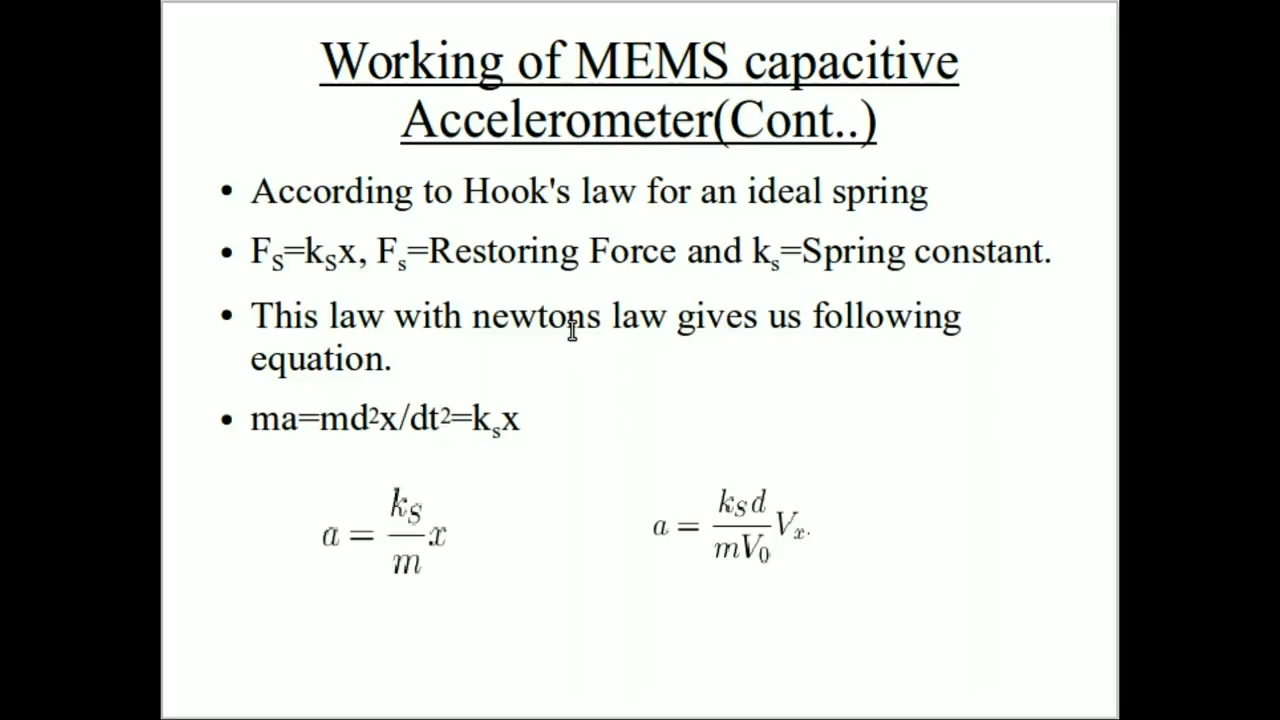 Working of MEMS capacitive
Accelerometer(Cont..)
• According to Hook's law for an ideal spring
• Fₛ=kₛx, Fₛ=Restoring Force and kₛ=Spring constant.
• This law with newtons law gives us following
equation.
• ma=md²x/dt²=kₛx
a = k_S/m x
a = k_S d/mV₀ Vₓ.